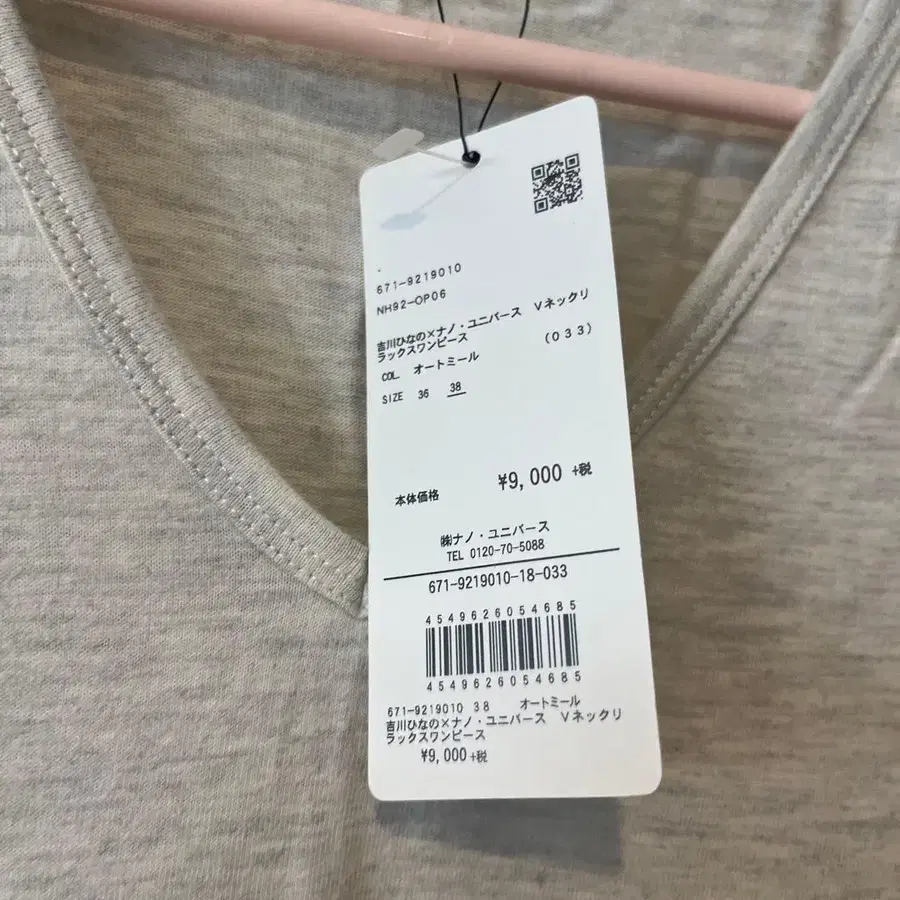 671-9219010
NH92-OP06
吉川ひなの×ナノ・ユニバース Vネックリ
ラックスワンピース (033)
COL. オートミール
SIZE 36 38
本体価格 ¥9,000 +税
㈱ナノ・ユニバース
TEL 0120-70-5088
671-9219010-18-033
4549626054685
4549626054685
671-9219010 38 オートミール
吉川ひなの×ナノ・ユニバース Vネックリ
ラックスワンピース
¥9,000 +税